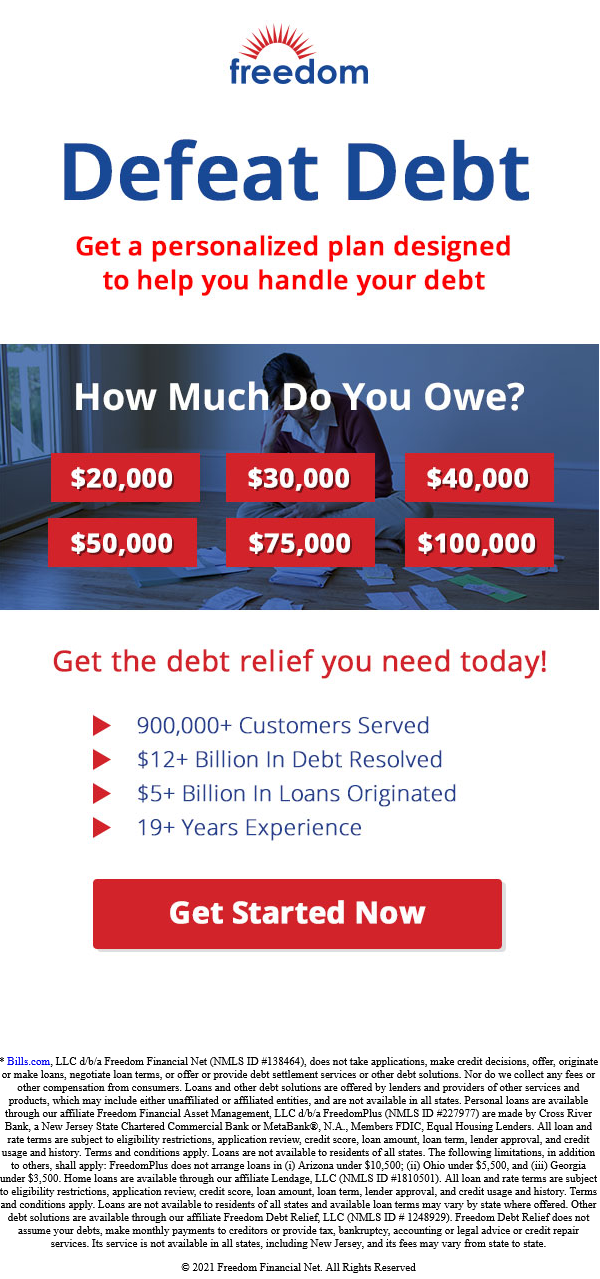 freedom
Defeat Debt
Get a personalized plan designed
to help you handle your debt
How Much Do You Owe?
$20,000 $30,000 $40,000
$50,000 $75,000 $100,000
Get the debt relief you need today!
900,000+ Customers Served
$12+ Billion In Debt Resolved
$5+ Billion In Loans Originated
19+ Years Experience
Get Started Now
* Bills.com, LLC d/b/a Freedom Financial Net (NMLS ID #138464), does not take applications, make credit decisions, offer, originate
or make loans, negotiate loan terms, or offer or provide debt settlement services or other debt solutions. Nor do we collect any fees or
other compensation from consumers. Loans and other debt solutions are offered by lenders and providers of other services and
products, which may include either unaffiliated or affiliated entities, and are not available in all states. Personal loans are available
through our affiliate Freedom Financial Asset Management, LLC d/b/a FreedomPlus (NMLS ID #227977) are made by Cross River
Bank, a New Jersey State Chartered Commercial Bank or MetaBank®, N.A., Members FDIC, Equal Housing Lenders. All loan and
rate terms are subject to eligibility restrictions, application review, credit score, loan amount, loan term, lender approval, and credit
usage and history. Terms and conditions apply. Loans are not available to residents of all states. The following limitations, in addition
to others, shall apply: FreedomPlus does not arrange loans in (i) Arizona under $10,500; (ii) Ohio under $5,500, and (iii) Georgia
under $3,500. Home loans are available through our affiliate Lendage, LLC (NMLS ID #1810501). All loan and rate terms are subject
to eligibility restrictions, application review, credit score, loan amount, loan term, lender approval, and credit usage and history. Terms
and conditions apply. Loans are not available to residents of all states and available loan terms may vary by state where offered. Other
debt solutions are available through our affiliate Freedom Debt Relief, LLC (NMLS ID # 1248929). Freedom Debt Relief does not
assume your debts, make monthly payments to creditors or provide tax, bankruptcy, accounting or legal advice or credit repair
services. Its service is not available in all states, including New Jersey, and its fees may vary from state to state.
© 2021 Freedom Financial Net. All Rights Reserved